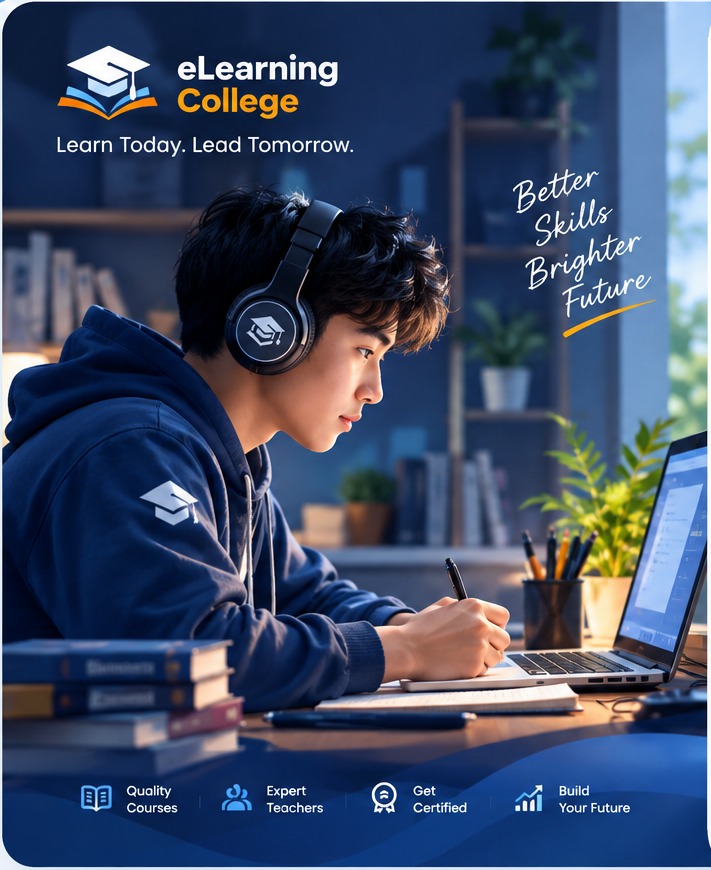 eLearning
College
Learn Today. Lead Tomorrow.
Better
Skills
Brighter
Future
Quality
Courses
Expert
Teachers
Get
Certified
Build
Your Future